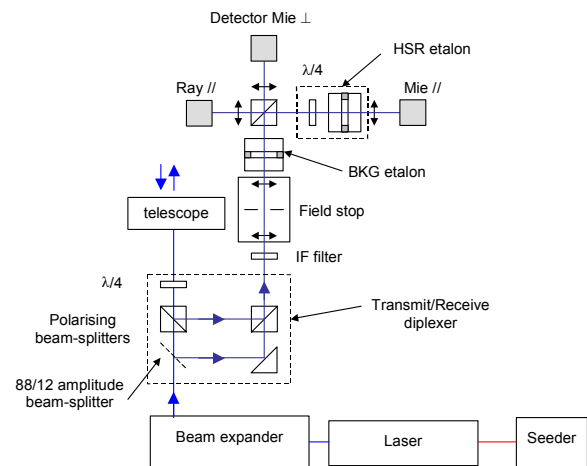 Detector Mie ⊥
HSR etalon
λ/4
Ray //
Mie //
BKG etalon
telescope
Field stop
IF filter
λ/4
Transmit/Receive
diplexer
Polarising
beam-splitters
88/12 amplitude
beam-splitter
Beam expander
Laser
Seeder